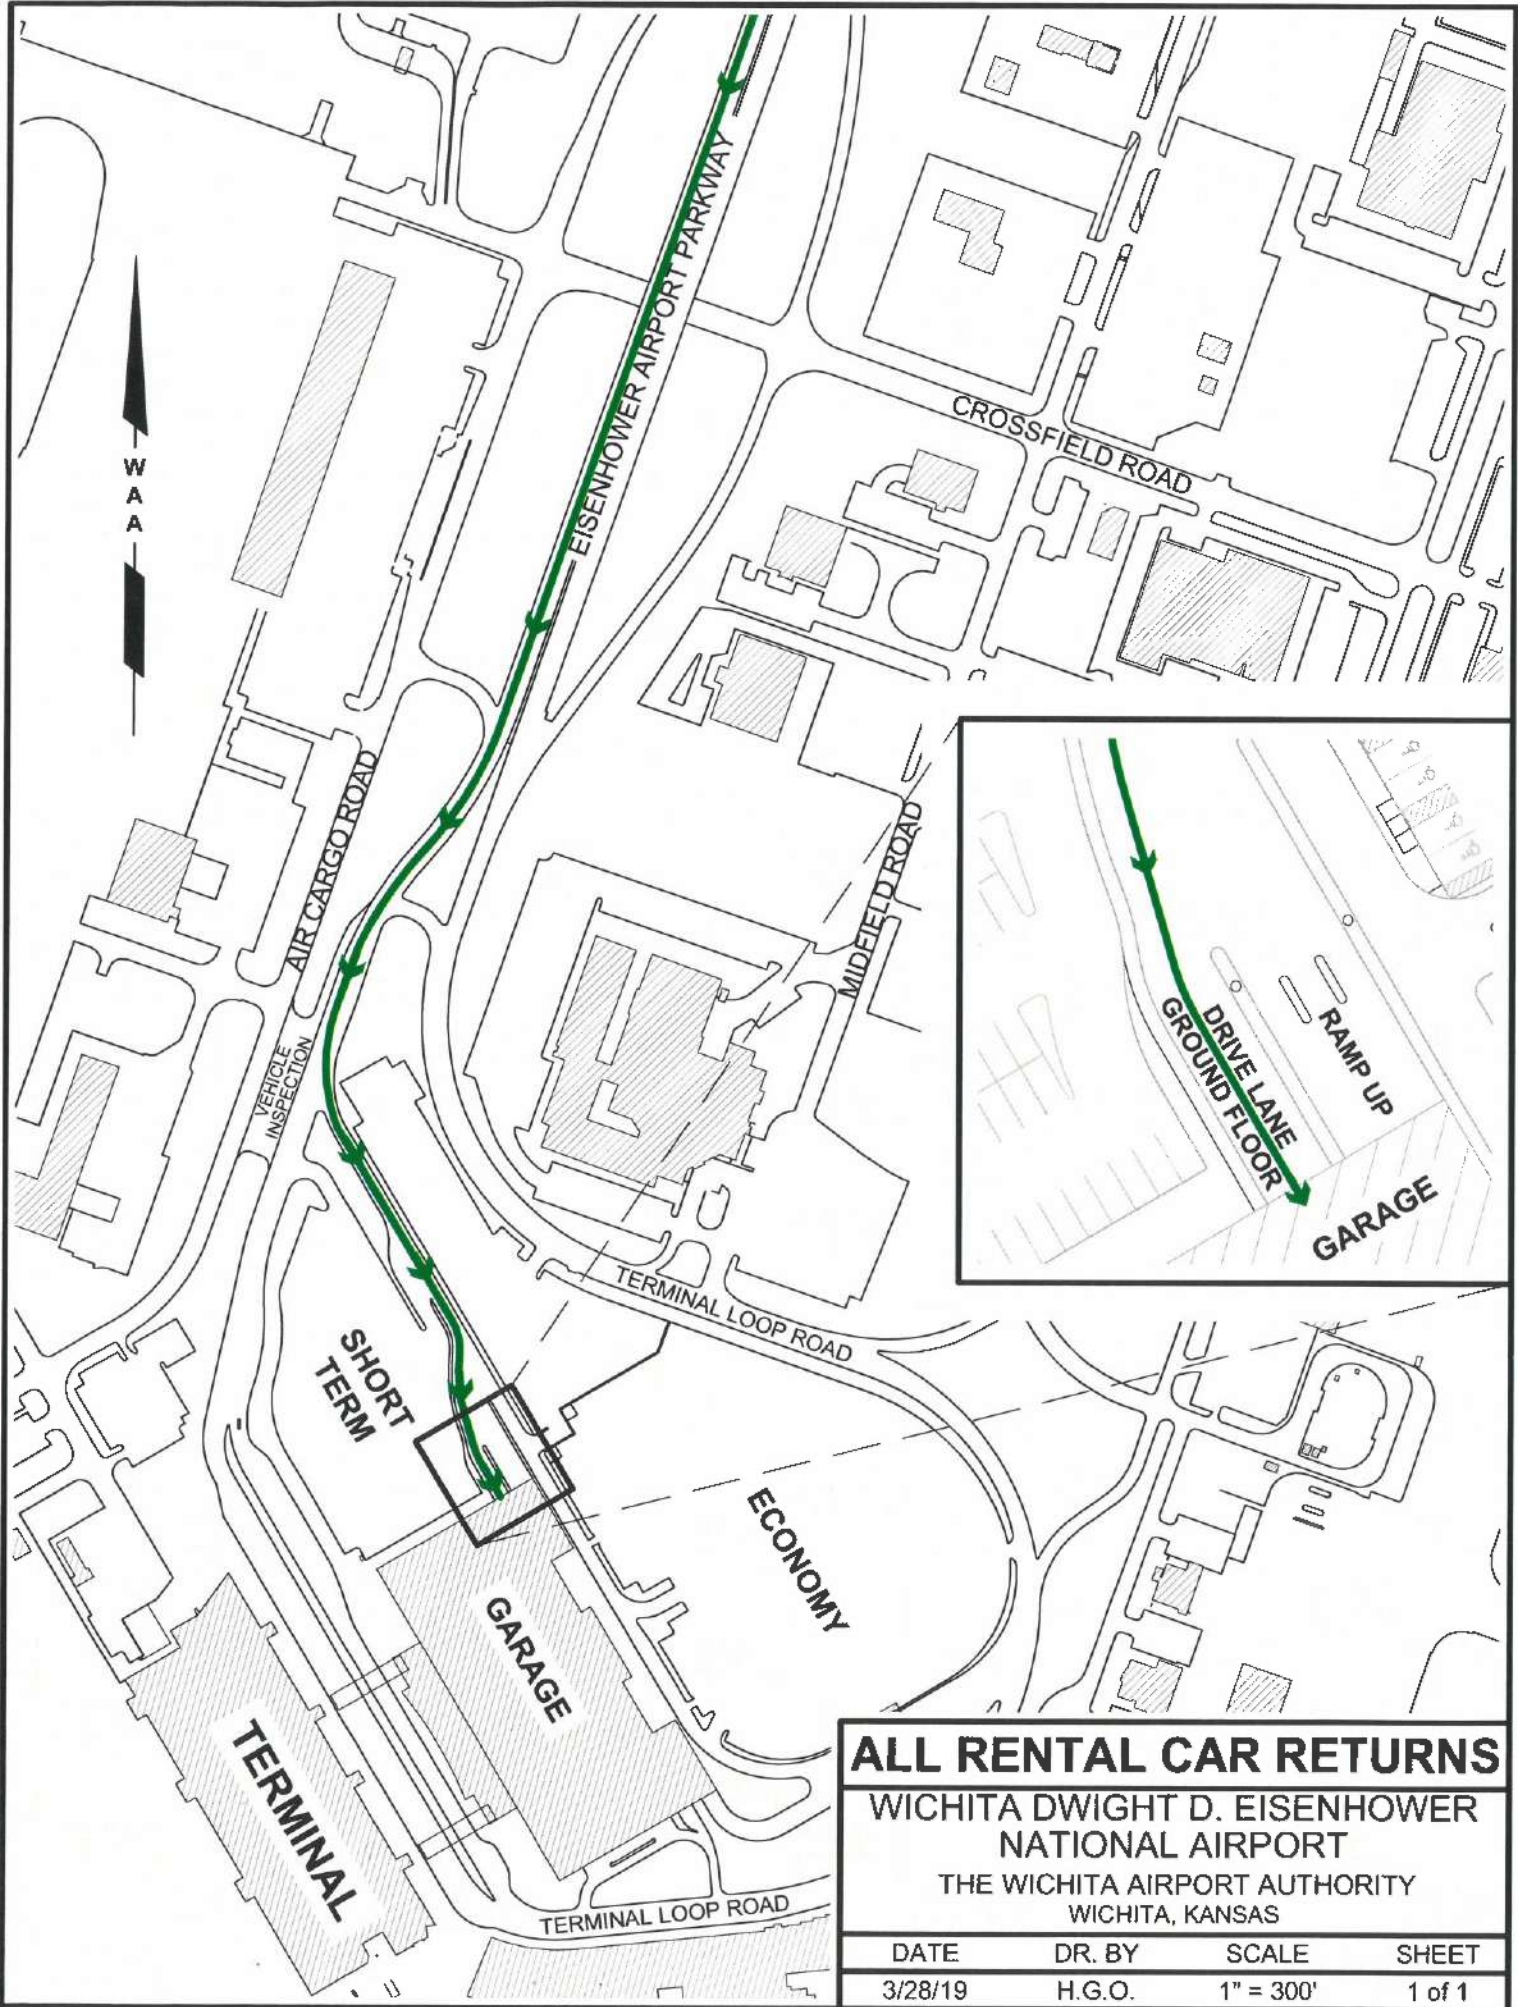 EISENHOWER AIRPORT PARKWAY
CROSSFIELD ROAD
W
A
A
AIR CARGO ROAD
MIDFIELD ROAD
VEHICLE
INSPECTION
DRIVE LANE
GROUND FLOOR
RAMP UP
GARAGE
TERMINAL LOOP ROAD
SHORT
TERM
ECONOMY
GARAGE
TERMINAL
TERMINAL LOOP ROAD
ALL RENTAL CAR RETURNS
WICHITA DWIGHT D. EISENHOWER
NATIONAL AIRPORT
THE WICHITA AIRPORT AUTHORITY
WICHITA, KANSAS
DATE DR. BY SCALE SHEET
3/28/19 H.G.O. 1" = 300' 1 of 1